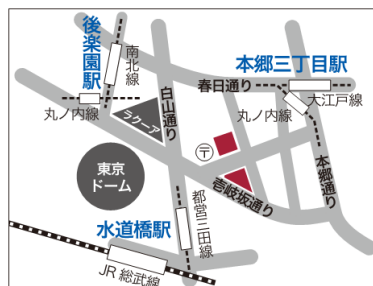 後楽園駅
南北線
丸ノ内線
ラクーア
白山通り
本郷三丁目駅
春日通り
大江戸線
丸ノ内線
本郷通り
〒
壱岐坂通り
東京
ドーム
水道橋駅
都営三田線
JR 総武線